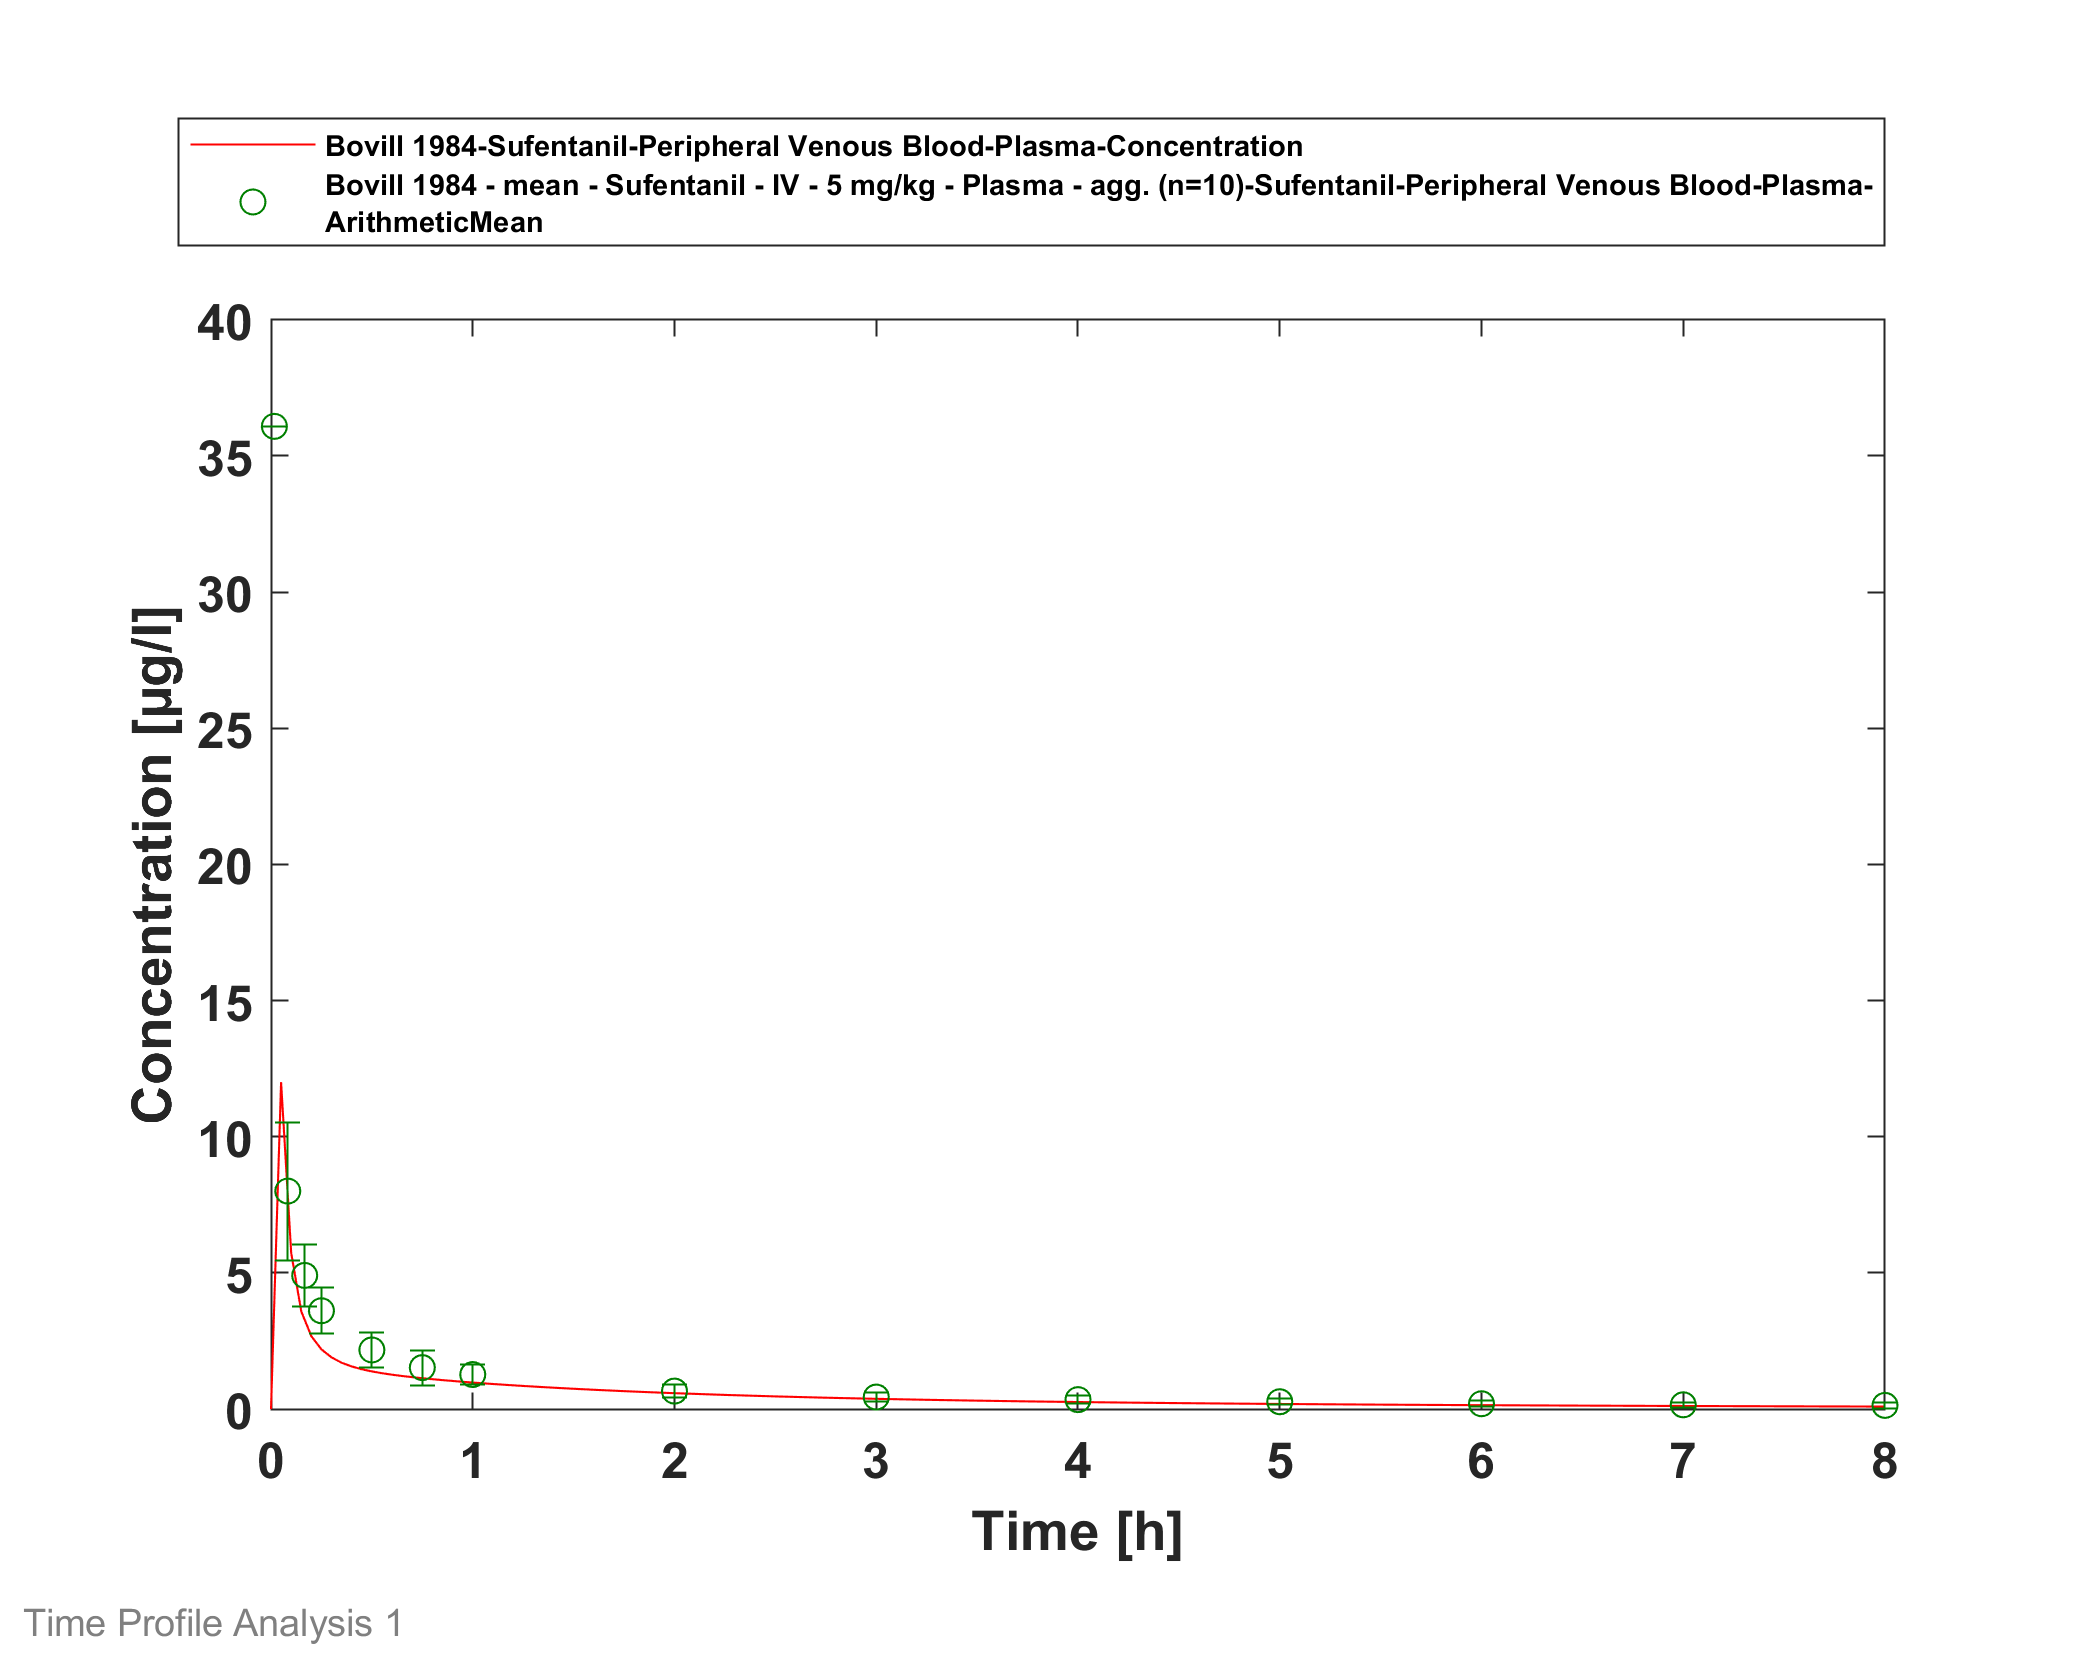 Bovill 1984-Sufentanil-Peripheral Venous Blood-Plasma-Concentration
Bovill 1984 - mean - Sufentanil - IV - 5 mg/kg - Plasma - agg. (n=10)-Sufentanil-Peripheral Venous Blood-Plasma-
ArithmeticMean
40
35
30
25
20
15
10
5
0
Concentration [µg/l]
0 1 2 3 4 5 6 7 8
Time [h]
Time Profile Analysis 1